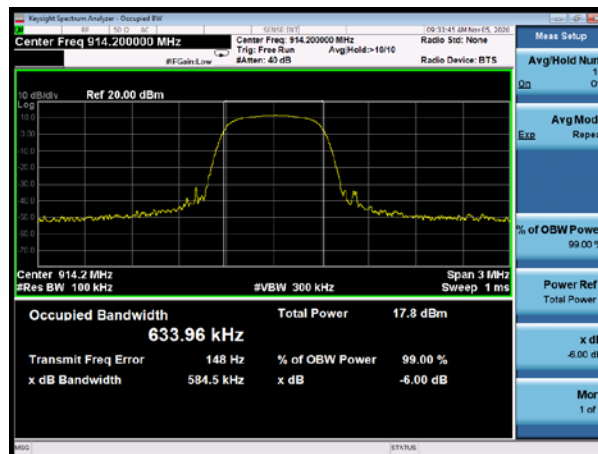 Keysight Spectrum Analyzer - Occupied BW
RF 50 Ω AC SENSE:INT 09:33:45 AM Nov 05, 2020
Center Freq 914.200000 MHz
Center Freq: 914.200000 MHz
Radio Std: None
Trig: Free Run Avg|Hold:>10/10
#IFGain:Low #Atten: 40 dB Radio Device: BTS
10 dB/div Ref 20.00 dBm
Log
10.0
0.00
-10.0
-20.0
-30.0
-40.0
-50.0
-60.0
-70.0
Center 914.2 MHz Span 3 MHz
#Res BW 100 kHz #VBW 300 kHz Sweep 1 ms
Occupied Bandwidth Total Power 17.8 dBm
633.96 kHz
Transmit Freq Error 148 Hz % of OBW Power 99.00 %
x dB Bandwidth 584.5 kHz x dB -6.00 dB
MSG STATUS
Meas Setup
Avg/Hold Num
1
On O
Avg Mod
Exp Repea
% of OBW Powe
99.00 %
Power Ref
Total Power
x dl
-6.00 d
Mor
1 of